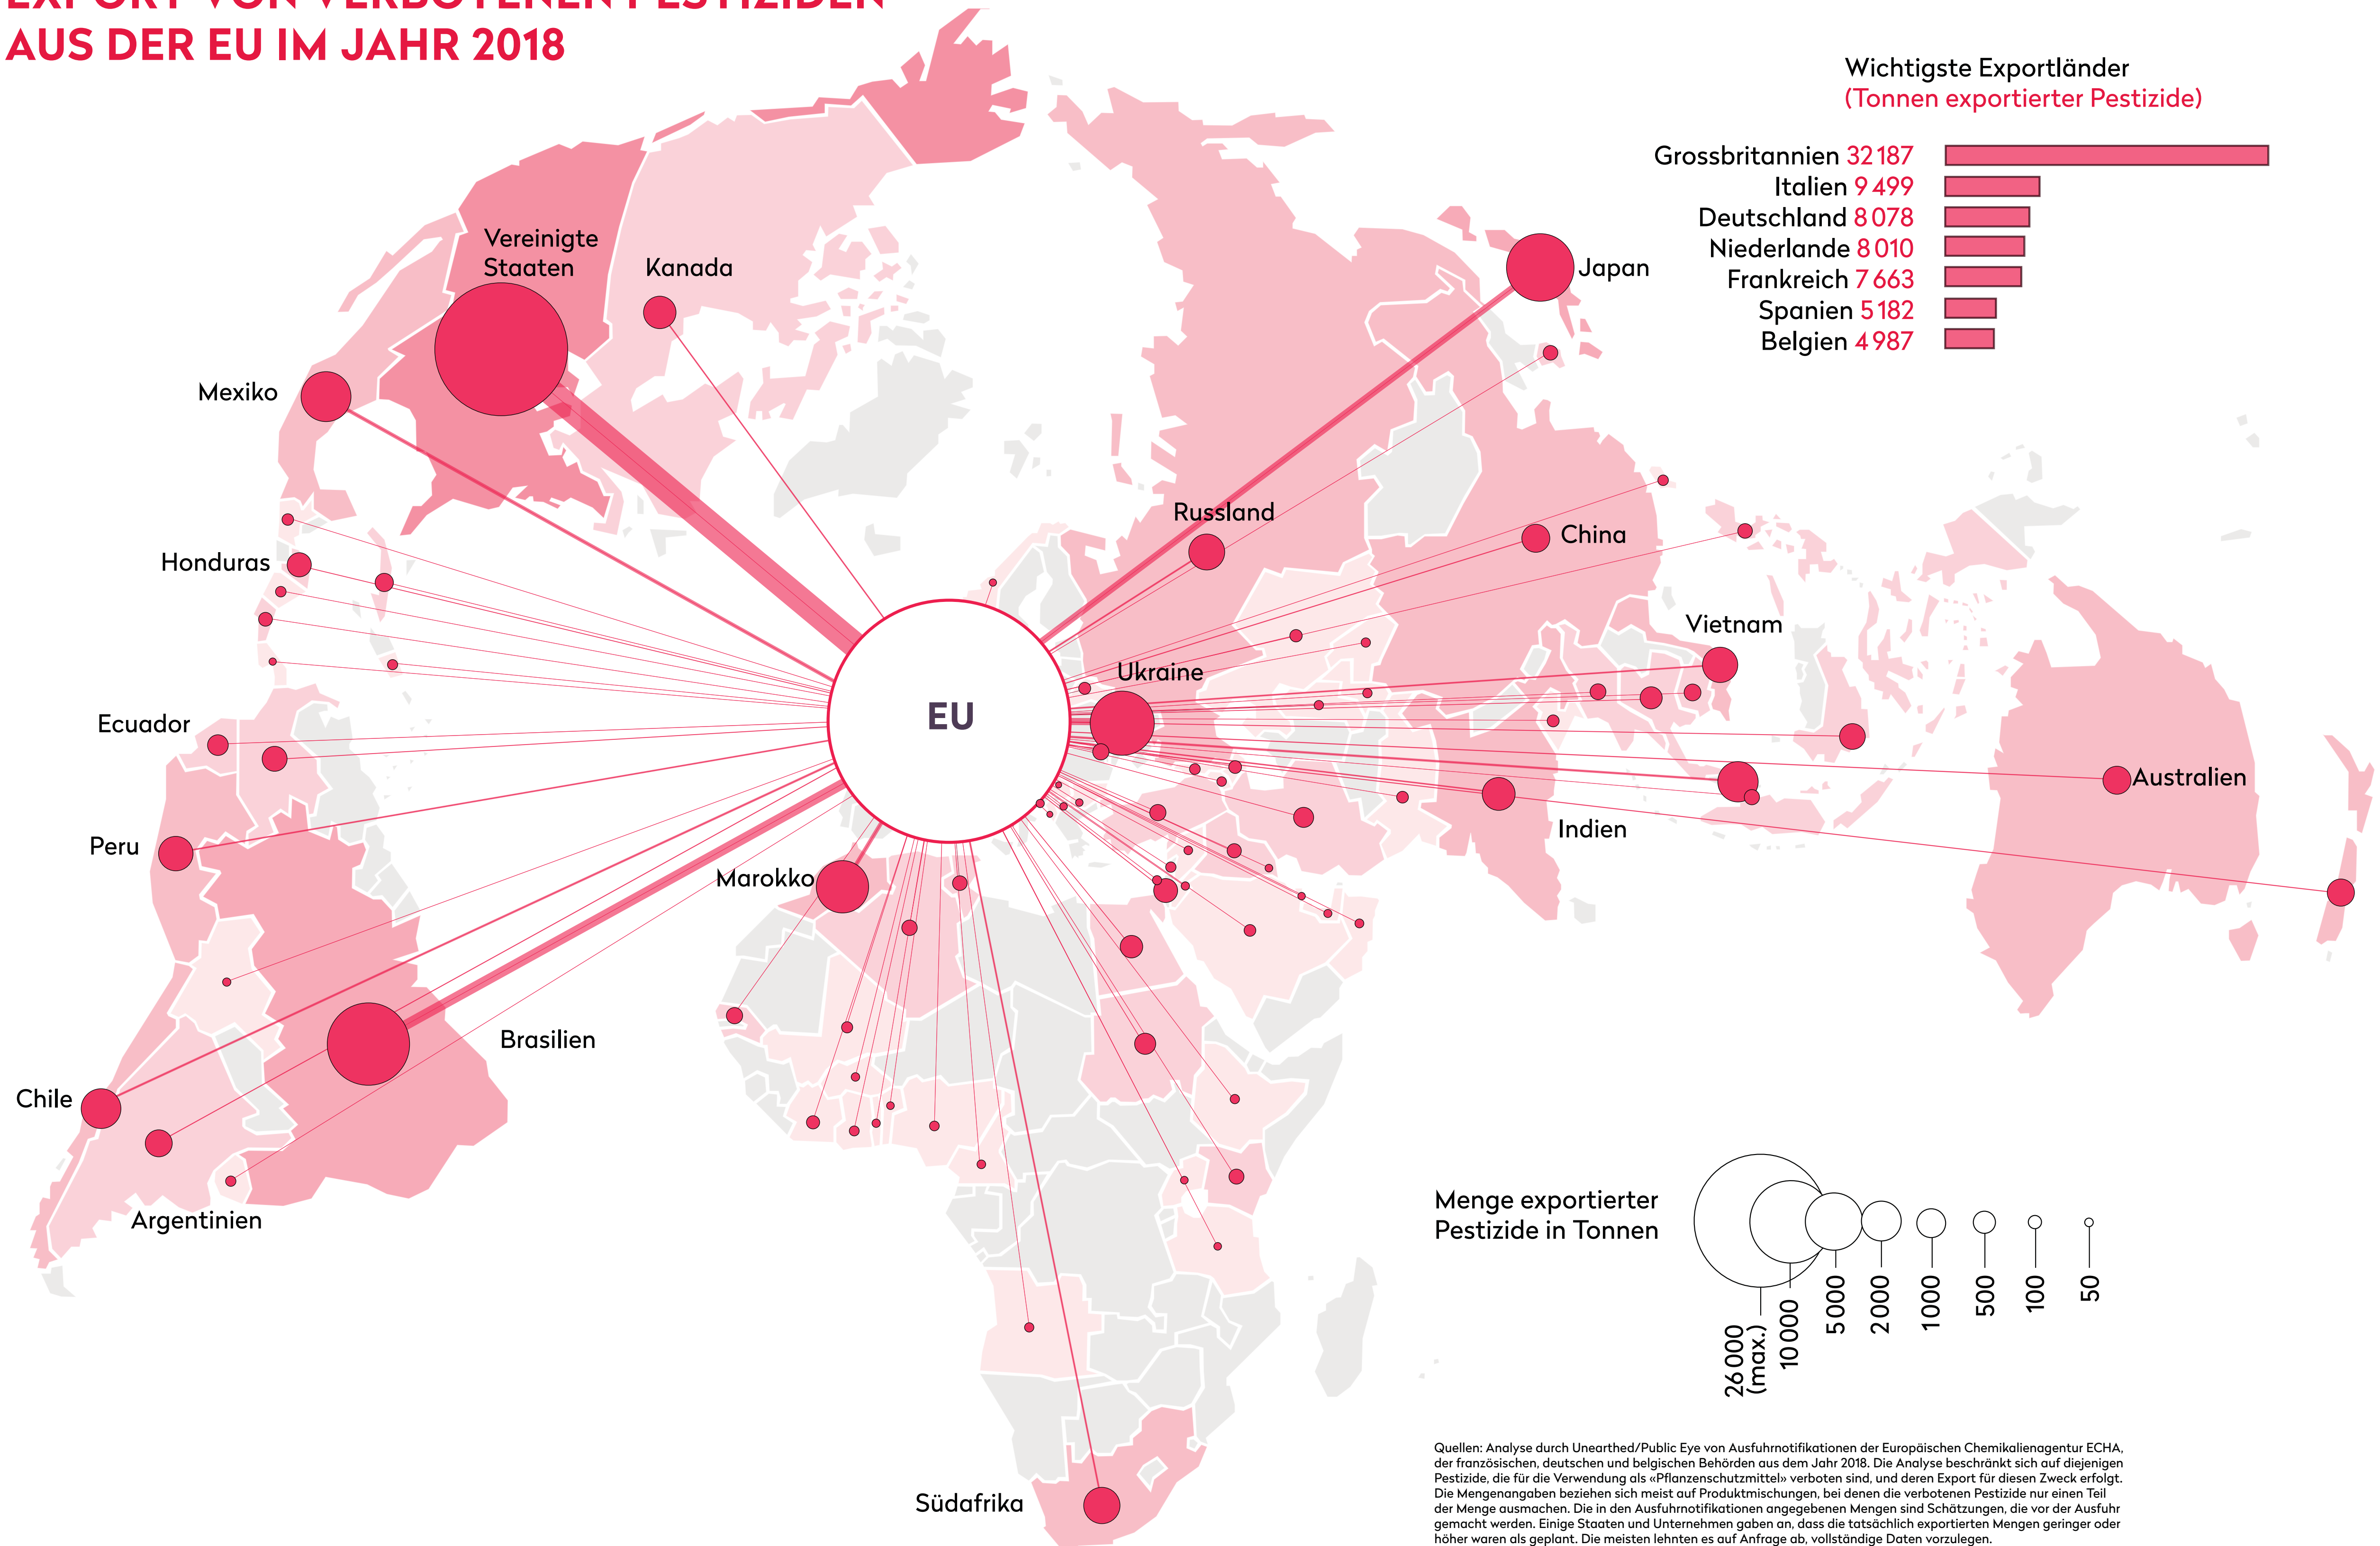 EXPORT VON VERBOTENEN PESTIZIDEN
AUS DER EU IM JAHR 2018
Wichtigste Exportländer
(Tonnen exportierter Pestizide)
Grossbritannien 32 187
Italien 9 499
Deutschland 8 078
Niederlande 8 010
Frankreich 7 663
Spanien 5 182
Belgien 4 987
Vereinigte
Staaten
Kanada
Japan
Mexiko
Russland
China
Honduras
Vietnam
Ukraine
EU
Ecuador
Australien
Indien
Peru
Marokko
Brasilien
Chile
Argentinien
Südafrika
Menge exportierter
Pestizide in Tonnen
26 000
(max.)
10 000
5 000
2 000
1 000
500
100
50
Quellen: Analyse durch Unearthed/Public Eye von Ausfuhrnotifikationen der Europäischen Chemikalienagentur ECHA,
der französischen, deutschen und belgischen Behörden aus dem Jahr 2018. Die Analyse beschränkt sich auf diejenigen
Pestizide, die für die Verwendung als «Pflanzenschutzmittel» verboten sind, und deren Export für diesen Zweck erfolgt.
Die Mengenangaben beziehen sich meist auf Produktmischungen, bei denen die verbotenen Pestizide nur einen Teil
der Menge ausmachen. Die in den Ausfuhrnotifikationen angegebenen Mengen sind Schätzungen, die vor der Ausfuhr
gemacht werden. Einige Staaten und Unternehmen gaben an, dass die tatsächlich exportierten Mengen geringer oder
höher waren als geplant. Die meisten lehnten es auf Anfrage ab, vollständige Daten vorzulegen.